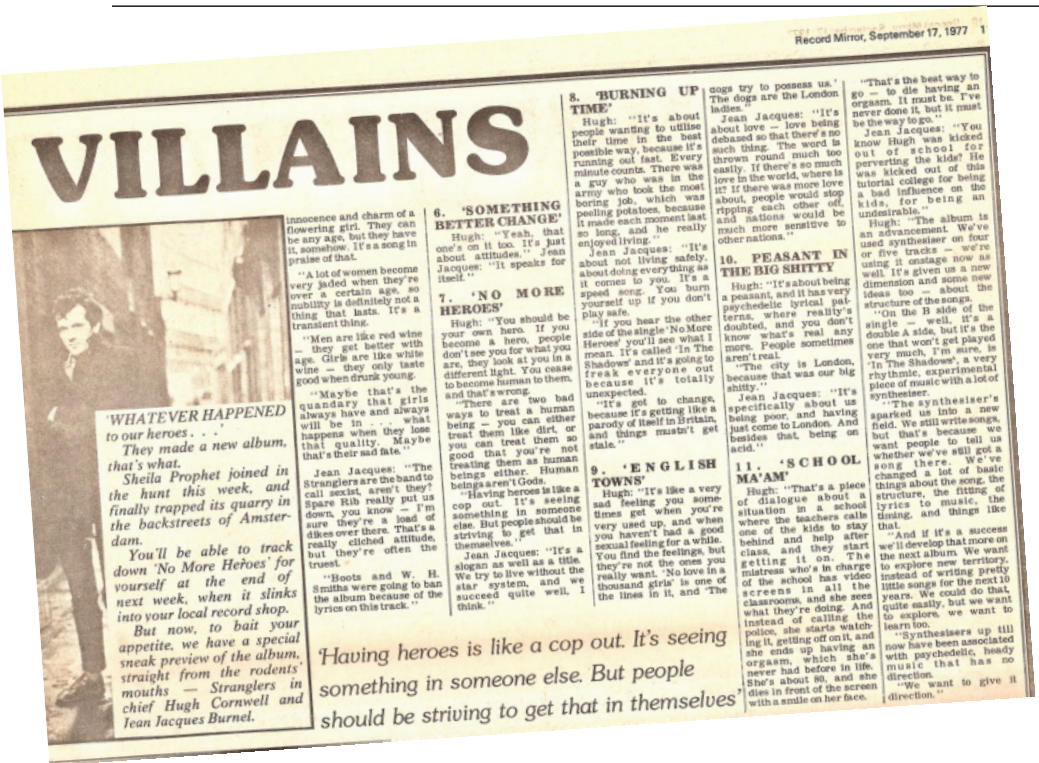 Record Mirror, September 17, 1977 1
VILLAINS
'WHATEVER HAPPENED
to our heroes . . .'
They made a new album,
that's what.
Sheila Prophet joined in
the hunt this week, and
finally trapped its quarry in
the backstreets of Amster-
dam.
You'll be able to track
down 'No More Heroes' for
yourself at the end of
next week, when it slinks
into your local record shop.
But now, to bait your
appetite, we have a special
sneak preview of the album,
straight from the rodents'
mouths — Stranglers in
chief Hugh Cornwell and
Jean Jacques Burnel.
innocence and charm of a
flowering girl. They can
be any age, but they have
it, somehow. It's a song in
praise of that.
"A lot of women become
very jaded when they're
over a certain age, so
nubility is definitely not a
thing that lasts. It's a
transient thing.
"Men are like red wine
— they get better with
age. Girls are like white
wine — they only taste
good when drunk young.
"Maybe that's the
quandary that girls
always have and always
will be in . . . what
happens when they lose
that quality. Maybe
that's their sad fate."
Jean Jacques: "The
Stranglers are the band to
call sexist, aren't they?
Spare Rib really put us
down, you know — I'm
sure they're a load of
dikes over there. That's a
really cliched attitude,
but they're often the
truest.
"Boots and W. H.
Smiths were going to ban
the album because of the
lyrics on this track."
6. 'SOMETHING
BETTER CHANGE'
Hugh: "Yeah, that
one's on it too. It's just
about attitudes." Jean
Jacques: "It speaks for
itself."
7. 'NO MORE
HEROES'
Hugh: "You should be
your own hero. If you
become a hero, people
don't see you for what you
are, they look at you in a
different light. You cease
to become human to them,
and that's wrong.
"There are two bad
ways to treat a human
being — you can either
treat them like dirt, or
you can treat them so
good that you're not
treating them as human
beings either. Human
beings aren't Gods.
"Having heroes is like a
cop out. It's seeing
something in someone
else. But people should be
striving to get that in
themselves."
Jean Jacques: "It's a
slogan as well as a title.
We try to live without the
star system, and we
succeed quite well, I
think."
'Having heroes is like a cop out. It's seeing
something in someone else. But people
should be striving to get that in themselves'
8. 'BURNING UP
TIME'
Hugh: "It's about
people wanting to utilise
their time in the best
possible way, because it's
running out fast. Every
minute counts. There was
a guy who was in the
army who took the most
boring job, which was
peeling potatoes, because
it made each moment last
so long, and he really
enjoyed living."
Jean Jacques: "It's
about not living safely,
about doing everything as
it comes to you. It's a
speed song. You burn
yourself up if you don't
play safe.
"If you hear the other
side of the single 'No More
Heroes' you'll see what I
mean. It's called 'In The
Shadows' and it's going to
freak everyone out
because it's totally
unexpected.
"It's got to change,
because it's getting like a
parody of itself in Britain,
and things mustn't get
stale."
9. 'ENGLISH
TOWNS'
Hugh: "It's like a very
sad feeling you some-
times get when you're
very used up, and when
you haven't had a good
sexual feeling for a while.
You find the feelings, but
they're not the ones you
really want. 'No love in a
thousand girls' is one of
the lines in it, and 'The
dogs try to possess us.'
The dogs are the London
ladies."
Jean Jacques: "It's
about love — love being
debased so that there's no
such thing. The word is
thrown round much too
easily. If there's so much
love in the world, where is
it? If there was more love
about, people would stop
ripping each other off,
and nations would be
much more sensitive to
other nations."
10. PEASANT IN
THE BIG SHITTY
Hugh: "It's about being
a peasant, and it has very
psychedelic lyrical pat-
terns, where reality's
doubted, and you don't
know what's real any
more. People sometimes
aren't real.
"The city is London,
because that was our big
shitty."
Jean Jacques: "It's
specifically about us
being poor, and having
just come to London. And
besides that, being on
acid."
11. 'SCHOOL
MA'AM'
Hugh: "That's a piece
of dialogue about a
situation in a school
where the teachers calls
one of the kids to stay
behind and help after
class, and they start
getting it on. The
mistress who's in charge
of the school has video
screens in all the
classrooms, and she sees
what they're doing. And
instead of calling the
police, she starts watch-
ing it, getting off on it, and
she ends up having an
orgasm, which she's
never had before in life.
She's about 80, and she
dies in front of the screen
with a smile on her face.
"That's the best way to
go — to die having an
orgasm. It must be. I've
never done it, but it must
be the way to go."
Jean Jacques: "You
know Hugh was kicked
out of school for
perverting the kids? He
was kicked out of this
tutorial college for being
a bad influence on the
kids, for being an
undesirable."
Hugh: "The album is
an advancement. We've
used synthesiser on four
or five tracks — we're
using it onstage now as
well. It's given us a new
dimension and some new
ideas too — about the
structure of the songs.
"On the B side of the
single — well, it's a
double A side, but it's the
one that won't get played
very much, I'm sure, is
'In The Shadows', a very
rhythmic, experimental
piece of music with a lot of
synthesiser.
"The synthesiser's
sparked us into a new
field. We still write songs,
but that's because we
want people to tell us
whether we've still got a
song there. We've
changed a lot of basic
things about the song, the
structure, the fitting of
lyrics to music, the
timing, and things like
that.
"And if it's a success
we'll develop that more on
the next album. We want
to explore new territory,
instead of writing pretty
little songs for the next 10
years. We could do that,
quite easily, but we want
to explore, we want to
learn too.
"Synthesisers up till
now have been associated
with psychedelic, heady
music that has no
direction.
"We want to give it
direction."